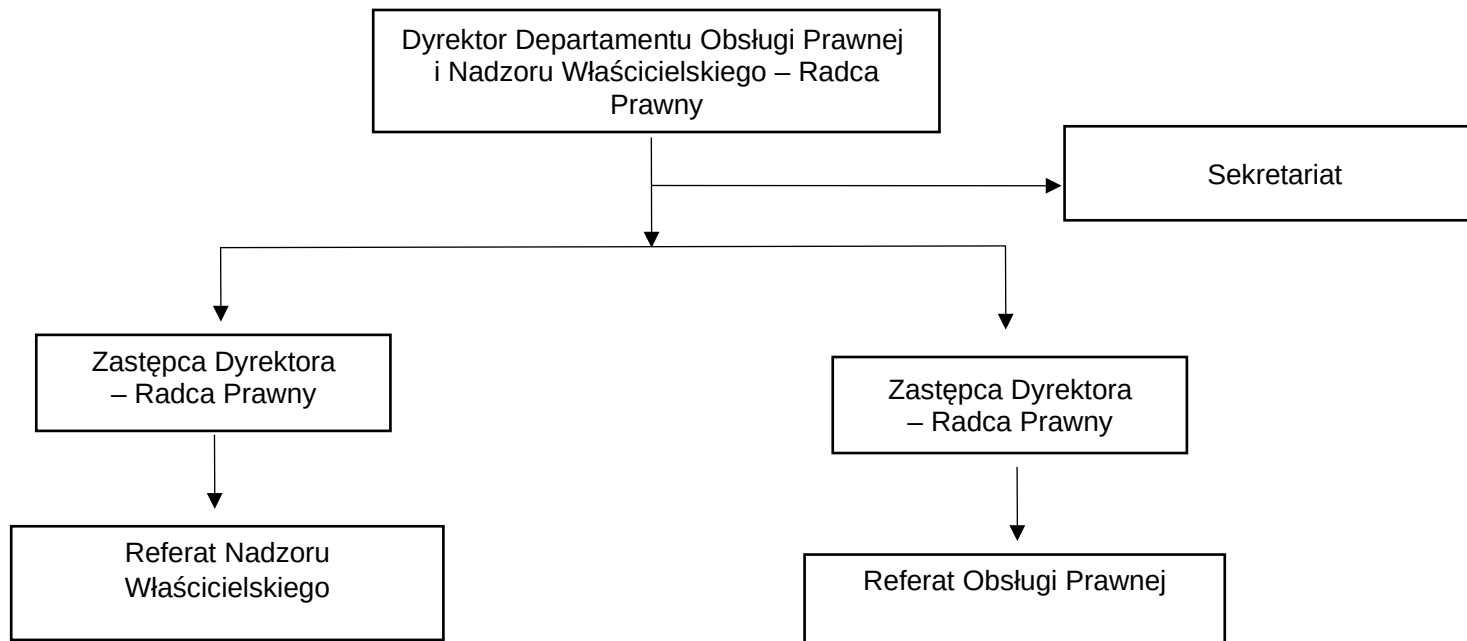 Dyrektor Departamentu Obsługi Prawnej
i Nadzoru Właścicielskiego – Radca
Prawny
Sekretariat
Zastępca Dyrektora
– Radca Prawny
Zastępca Dyrektora
– Radca Prawny
Referat Nadzoru
Właścicielskiego
Referat Obsługi Prawnej